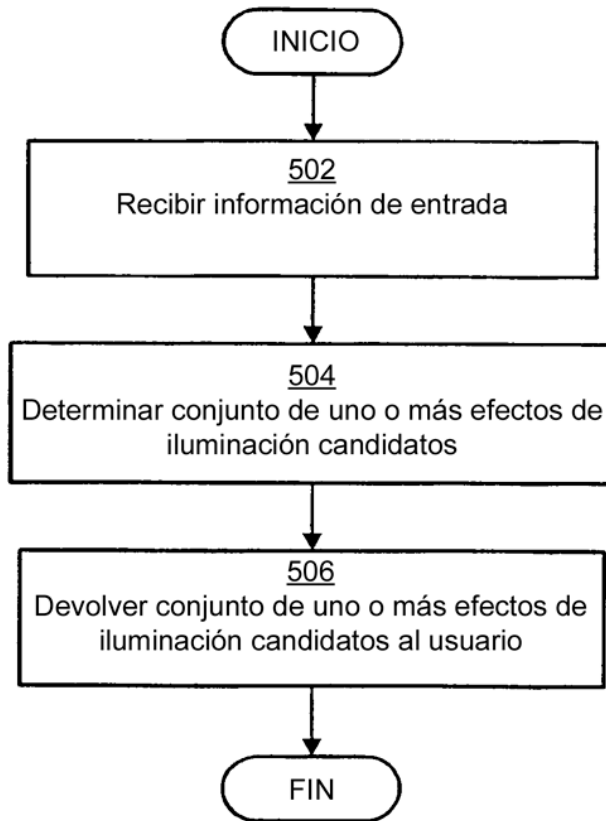 INICIO
502
Recibir información de entrada
504
Determinar conjunto de uno o más efectos de
iluminación candidatos
506
Devolver conjunto de uno o más efectos de
iluminación candidatos al usuario
FIN